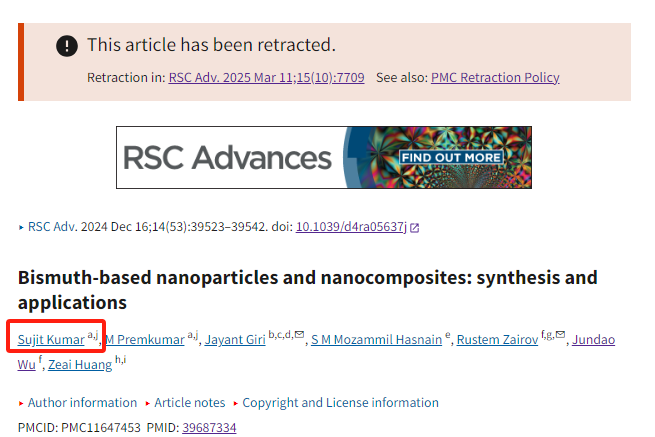 This article has been retracted.
Retraction in: RSC Adv. 2025 Mar 11;15(10):7709 See also: PMC Retraction Policy
RSC Advances
FIND OUT MORE
RSC Adv. 2024 Dec 16;14(53):39523–39542. doi: 10.1039/d4ra05637j
Bismuth-based nanoparticles and nanocomposites: synthesis and
applications
Sujit Kumar a,j, M Premkumar a,j, Jayant Giri b,c,d,✉, S M Mozammil Hasnain e, Rustem Zairov f,g,✉, Jundao
Wu f, Zeai Huang h,i
Author information Article notes Copyright and License information
PMCID: PMC11647453 PMID: 39687334